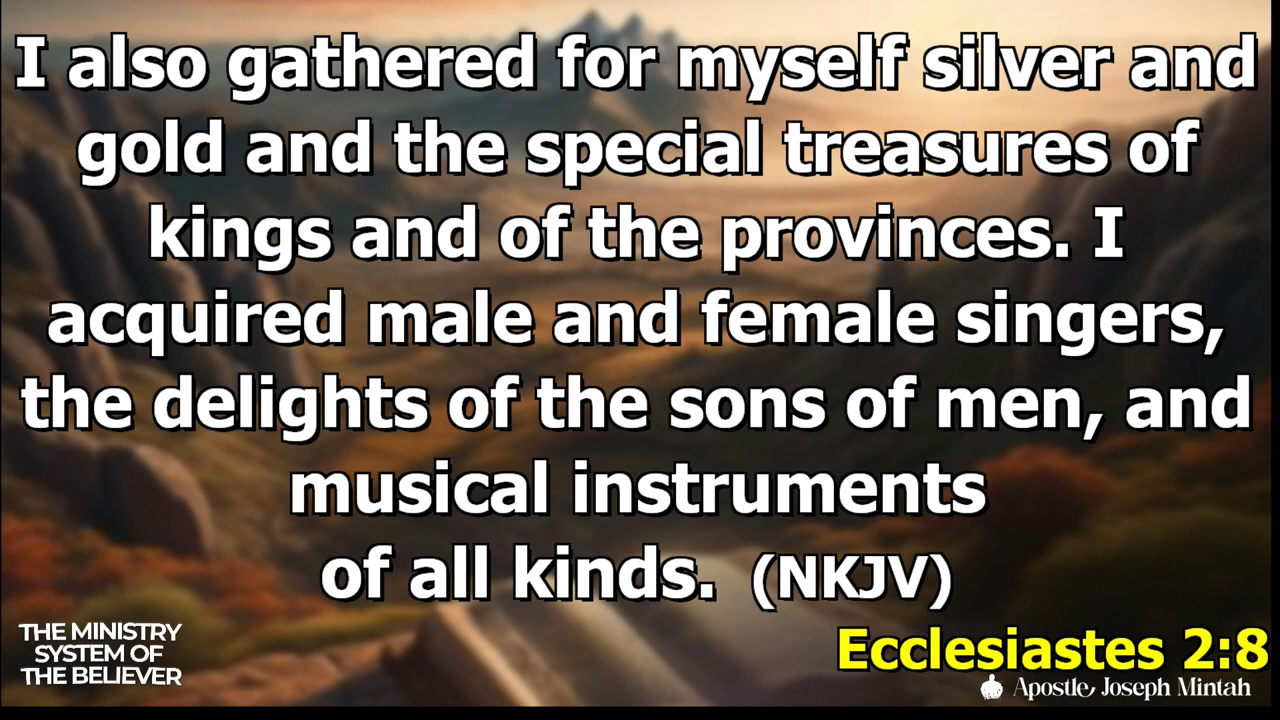 I also gathered for myself silver and
gold and the special treasures of
kings and of the provinces. I
acquired male and female singers,
the delights of the sons of men, and
musical instruments
of all kinds. (NKJV)
Ecclesiastes 2:8
THE MINISTRY
SYSTEM OF
THE BELIEVER
Apostle Joseph Mintah